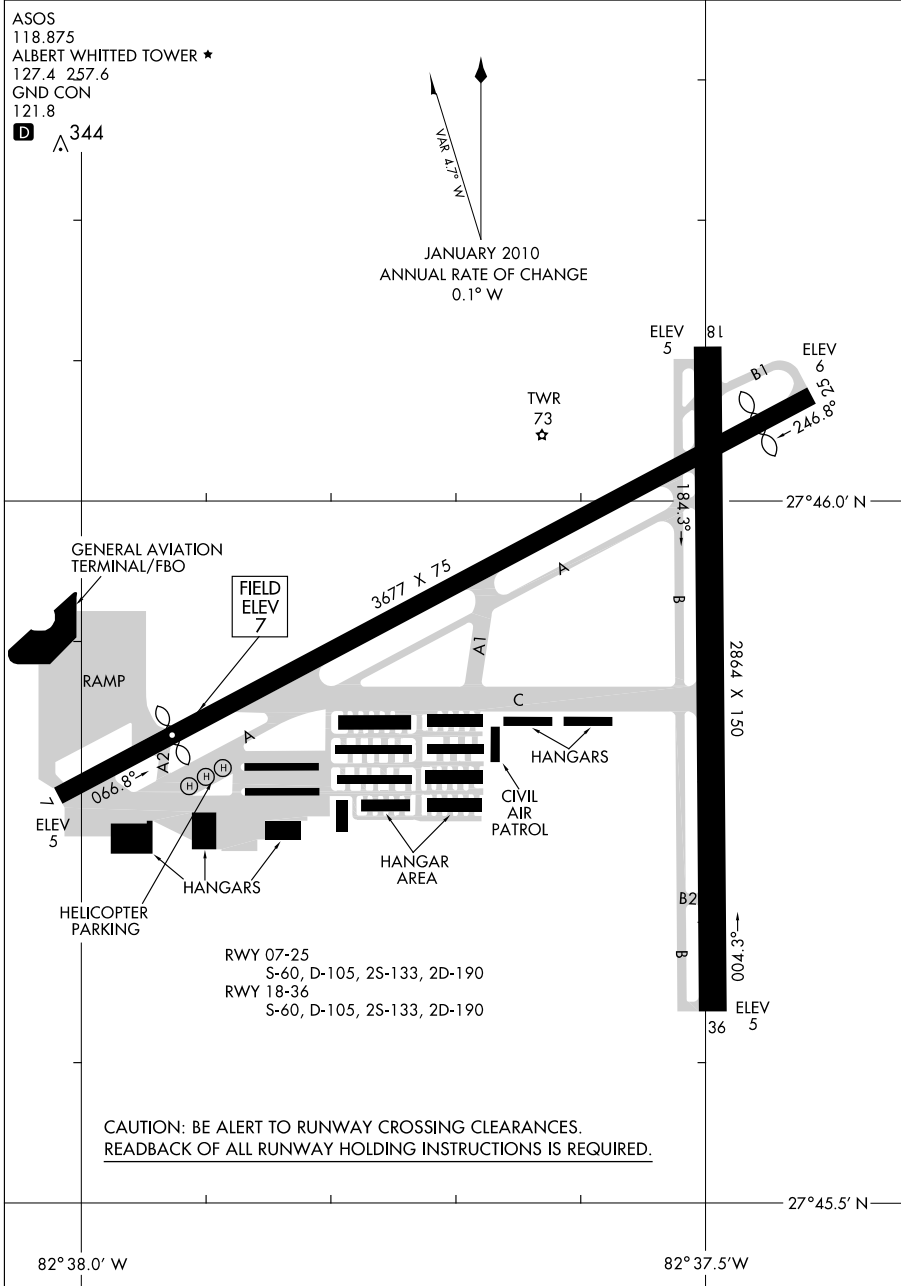 ASOS
118.875
ALBERT WHITTED TOWER ★
127.4 257.6
GND CON
121.8
D
344
VAR 4.7° W
JANUARY 2010
ANNUAL RATE OF CHANGE
0.1° W
ELEV
5
18
B1
ELEV
6
25
246.8°
TWR
73
184.3°
27°46.0' N
GENERAL AVIATION
TERMINAL/FBO
FIELD
ELEV
7
3677 X 75
A
A1
B
2864 X 150
RAMP
C
A
A2
HANGARS
066.8°
H
H
H
7
ELEV
5
CIVIL
AIR
PATROL
HANGARS
HANGAR
AREA
HELICOPTER
PARKING
B2
B
004.3°
RWY 07-25
S-60, D-105, 2S-133, 2D-190
RWY 18-36
S-60, D-105, 2S-133, 2D-190
36
ELEV
5
CAUTION: BE ALERT TO RUNWAY CROSSING CLEARANCES.
READBACK OF ALL RUNWAY HOLDING INSTRUCTIONS IS REQUIRED.
27°45.5' N
82°38.0' W
82°37.5'W